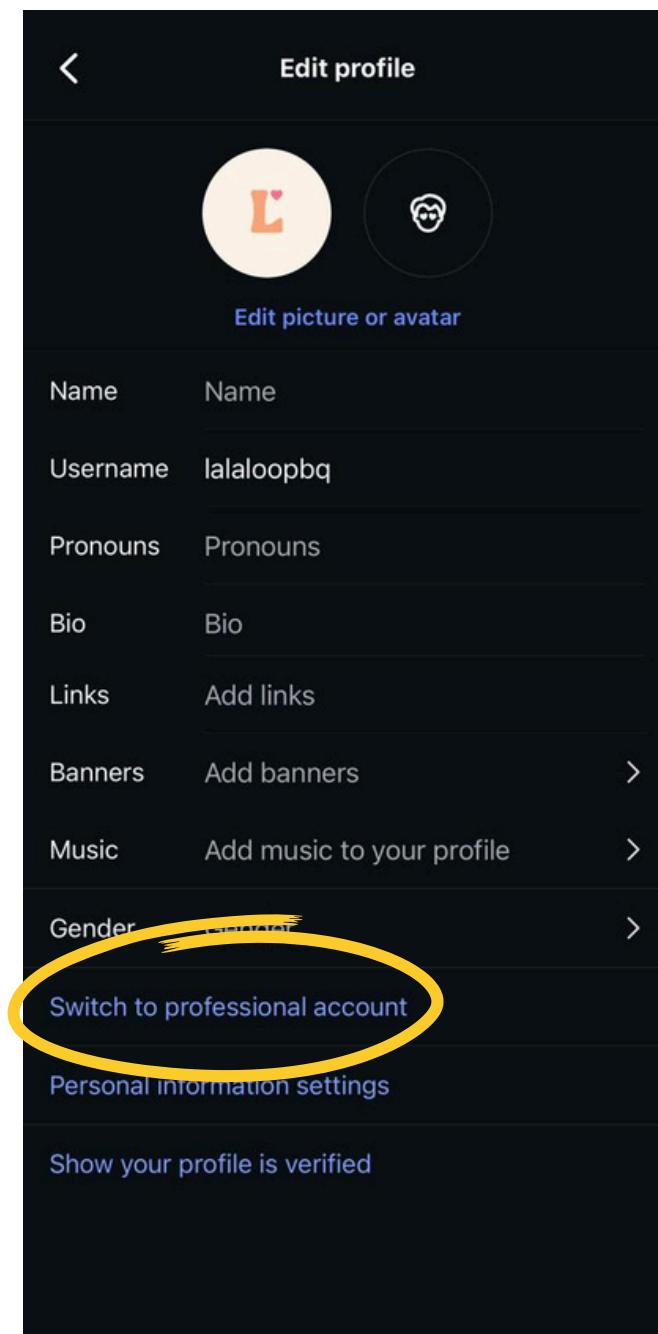 Edit profile
L
Edit picture or avatar
Name Name
Username lalaloopbq
Pronouns Pronouns
Bio Bio
Links Add links
Banners Add banners
Music Add music to your profile
Gender Gender
Switch to professional account
Personal information settings
Show your profile is verified